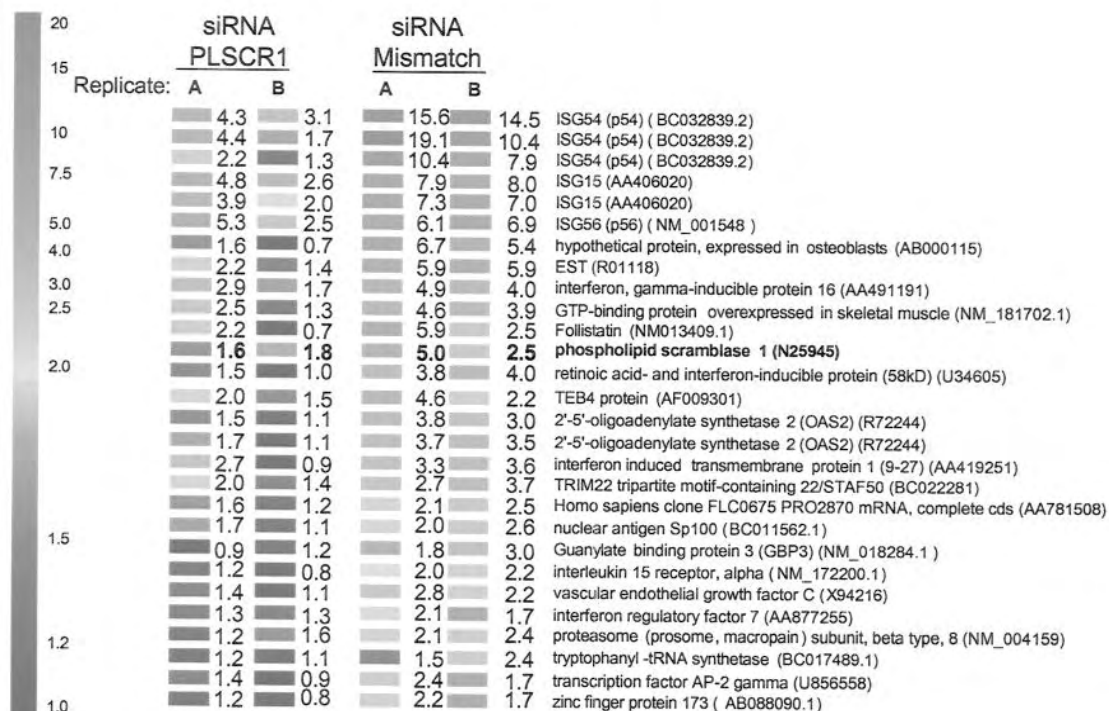 20
15
10
7.5
5.0
4.0
3.0
2.5
2.0
1.5
1.2
1.0
siRNA siRNA
PLSCR1 Mismatch
Replicate: A B A B
4.3 3.1 15.6 14.5 ISG54 (p54) ( BC032839.2)
4.4 1.7 19.1 10.4 ISG54 (p54) ( BC032839.2)
2.2 1.3 10.4 7.9 ISG54 (p54) ( BC032839.2)
4.8 2.6 7.9 8.0 ISG15 (AA406020)
3.9 2.0 7.3 7.0 ISG15 (AA406020)
5.3 2.5 6.1 6.9 ISG56 (p56) ( NM_001548 )
1.6 0.7 6.7 5.4 hypothetical protein, expressed in osteoblasts (AB000115)
2.2 1.4 5.9 5.9 EST (R01118)
2.9 1.7 4.9 4.0 interferon, gamma-inducible protein 16 (AA491191)
2.5 1.3 4.6 3.9 GTP-binding protein overexpressed in skeletal muscle (NM_181702.1)
2.2 0.7 5.9 2.5 Follistatin (NM013409.1)
1.6 1.8 5.0 2.5 phospholipid scramblase 1 (N25945)
1.5 1.0 3.8 4.0 retinoic acid- and interferon-inducible protein (58kD) (U34605)
2.0 1.5 4.6 2.2 TEB4 protein (AF009301)
1.5 1.1 3.8 3.0 2'-5'-oligoadenylate synthetase 2 (OAS2) (R72244)
1.7 1.1 3.7 3.5 2'-5'-oligoadenylate synthetase 2 (OAS2) (R72244)
2.7 0.9 3.3 3.6 interferon induced transmembrane protein 1 (9-27) (AA419251)
2.0 1.4 2.7 3.7 TRIM22 tripartite motif-containing 22/STAF50 (BC022281)
1.6 1.2 2.1 2.5 Homo sapiens clone FLC0675 PRO2870 mRNA, complete cds (AA781508)
1.7 1.1 2.0 2.6 nuclear antigen Sp100 (BC011562.1)
0.9 1.2 1.8 3.0 Guanylate binding protein 3 (GBP3) (NM_018284.1 )
1.2 0.8 2.0 2.2 interleukin 15 receptor, alpha ( NM_172200.1)
1.4 1.1 2.8 2.2 vascular endothelial growth factor C (X94216)
1.3 1.3 2.1 1.7 interferon regulatory factor 7 (AA877255)
1.2 1.6 2.1 2.4 proteasome (prosome, macropain) subunit, beta type, 8 (NM_004159)
1.2 1.1 1.5 2.4 tryptophanyl -tRNA synthetase (BC017489.1)
1.4 0.9 2.4 1.7 transcription factor AP-2 gamma (U856558)
1.2 0.8 2.2 1.7 zinc finger protein 173 ( AB088090.1)